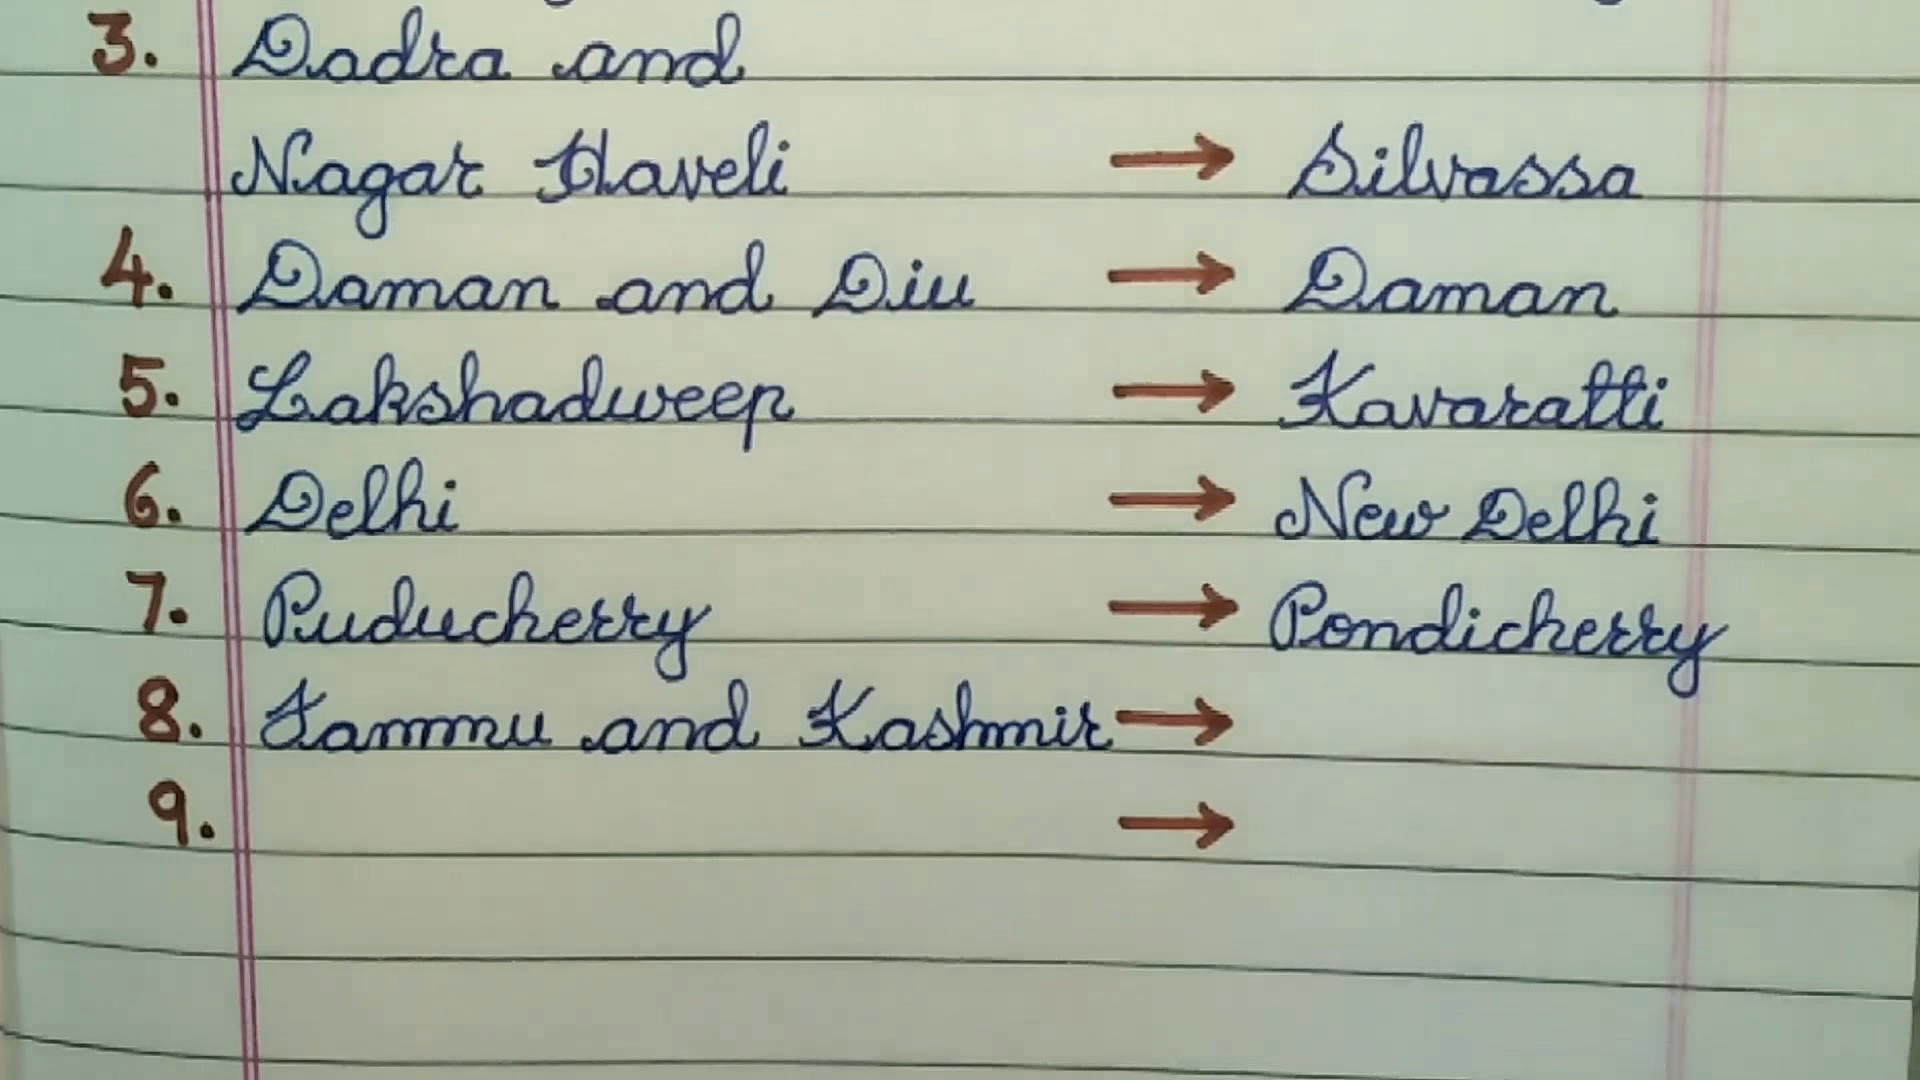 3. Dadra and
Nagar Haveli → Silvassa
4. Daman and Diu → Daman
5. Lakshadweep → Kavaratti
6. Delhi → New Delhi
7. Puducherry → Pondicherry
8. Jammu and Kashmir →
9. →